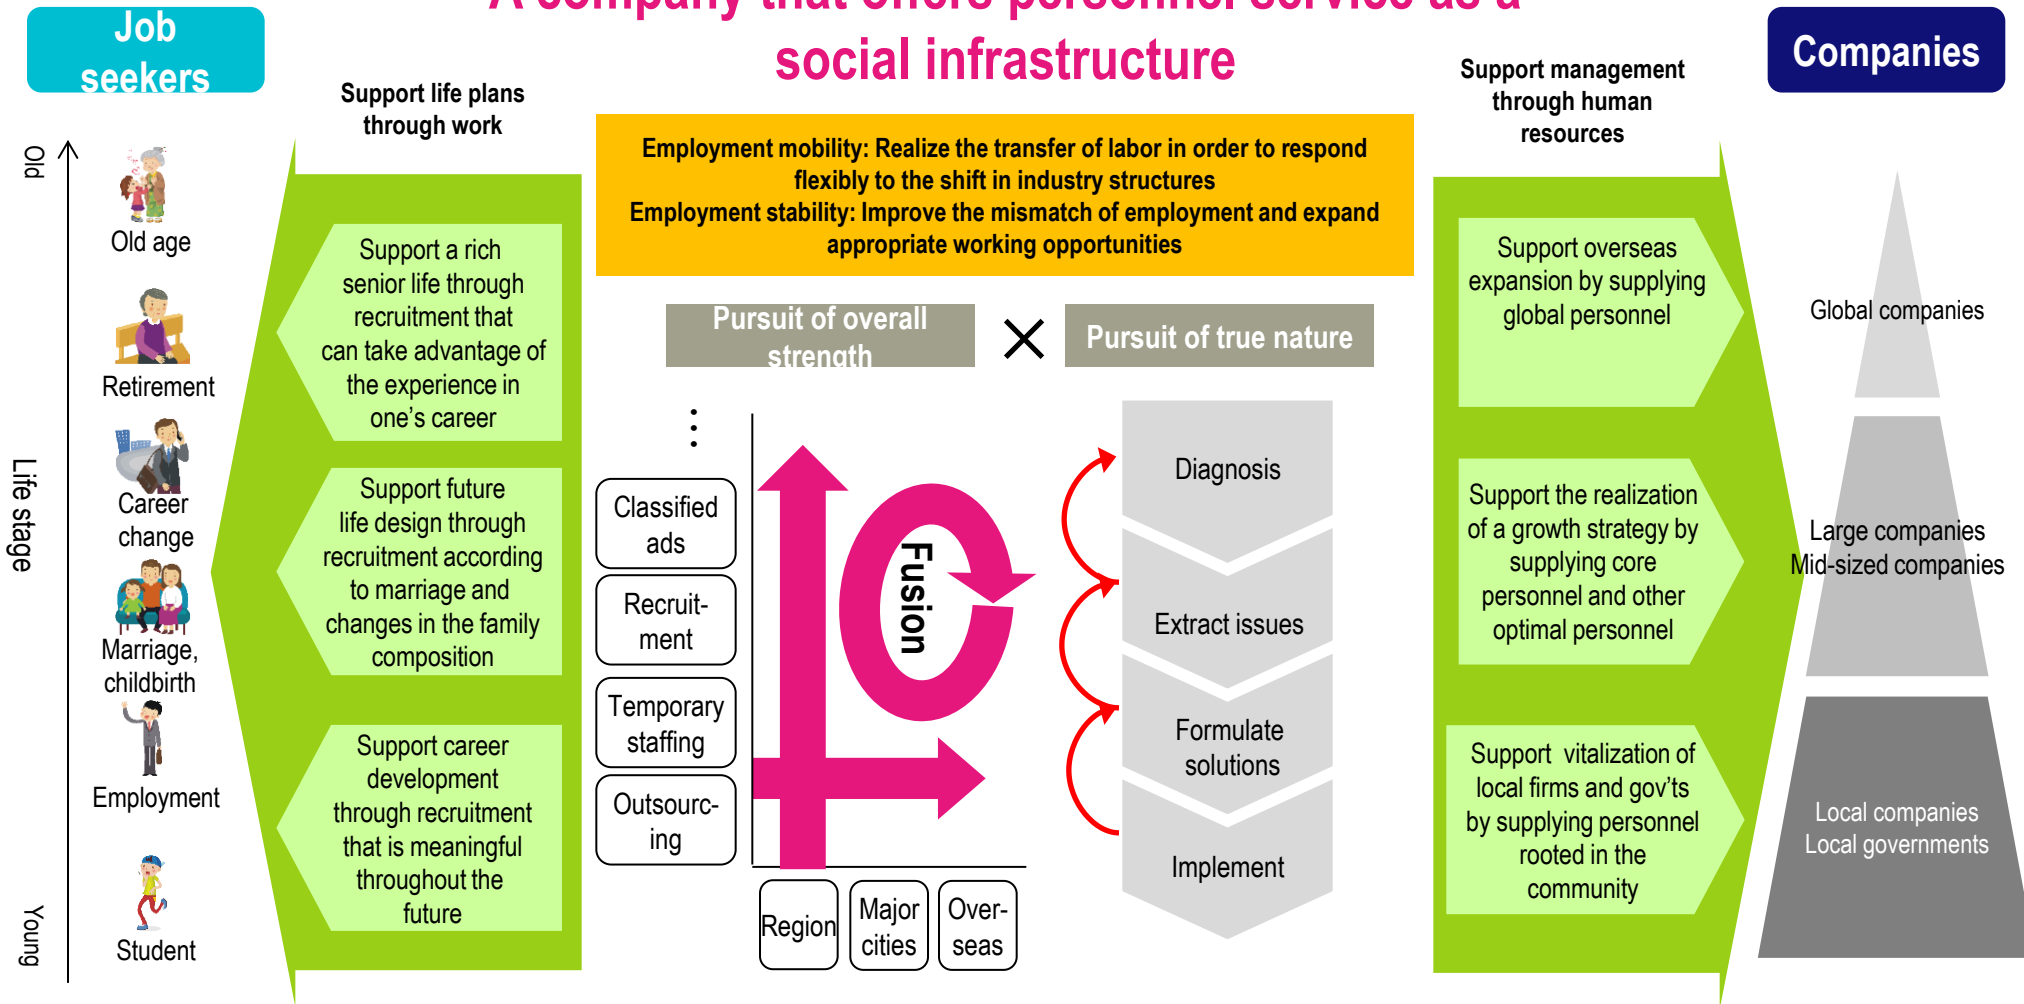 A company that offers personnel service as a
social infrastructure
Job
seekers
Companies
Support life plans
through work
Support management
through human
resources
Employment mobility: Realize the transfer of labor in order to respond
flexibly to the shift in industry structures
Employment stability: Improve the mismatch of employment and expand
appropriate working opportunities
Old
Life stage
Young
Old age
Retirement
Career
change
Marriage,
childbirth
Employment
Student
Support a rich
senior life through
recruitment that
can take advantage of
the experience in
one’s career
Support future
life design through
recruitment according
to marriage and
changes in the family
composition
Support career
development
through recruitment
that is meaningful
throughout the
future
Pursuit of overall
strength
×
Pursuit of true nature
⋮
Classified
ads
Recruit-
ment
Temporary
staffing
Outsourc-
ing
Fusion
Region
Major
cities
Over-
seas
Diagnosis
Extract issues
Formulate
solutions
Implement
Support overseas
expansion by supplying
global personnel
Support the realization
of a growth strategy by
supplying core
personnel and other
optimal personnel
Support  vitalization of
local firms and gov’ts
by supplying personnel
rooted in the
community
Global companies
Large companies
Mid-sized companies
Local companies
Local governments